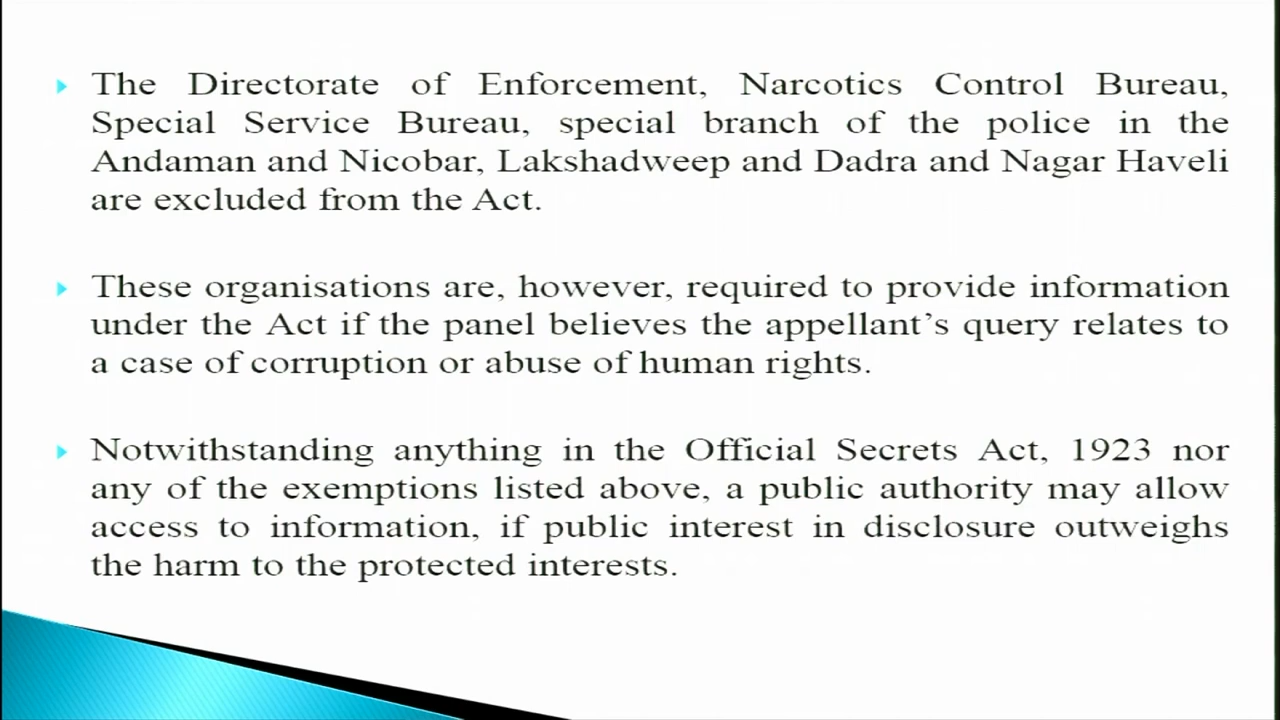 The Directorate of Enforcement, Narcotics Control Bureau,
Special Service Bureau, special branch of the police in the
Andaman and Nicobar, Lakshadweep and Dadra and Nagar Haveli
are excluded from the Act.
These organisations are, however, required to provide information
under the Act if the panel believes the appellant’s query relates to
a case of corruption or abuse of human rights.
Notwithstanding anything in the Official Secrets Act, 1923 nor
any of the exemptions listed above, a public authority may allow
access to information, if public interest in disclosure outweighs
the harm to the protected interests.